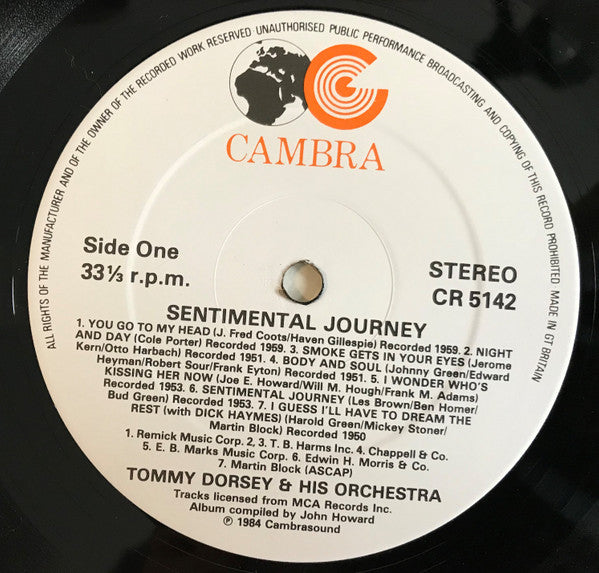 ALL RIGHTS OF THE MANUFACTURER AND OF THE OWNER OF THE RECORDED WORK RESERVED UNAUTHORISED PUBLIC PERFORMANCE BROADCASTING AND COPYING OF THIS RECORD PROHIBITED MADE IN GT BRITAIN
CAMBRA
Side One
33⅓ r.p.m.
STEREO
CR 5142
SENTIMENTAL JOURNEY
1. YOU GO TO MY HEAD (J. Fred Coots/Haven Gillespie) Recorded 1959. 2. NIGHT
AND DAY (Cole Porter) Recorded 1959. 3. SMOKE GETS IN YOUR EYES (Jerome
Kern/Otto Harbach) Recorded 1951. 4. BODY AND SOUL (Johnny Green/Edward
Heyman/Robert Sour/Frank Eyton) Recorded 1951. 5. I WONDER WHO'S
KISSING HER NOW (Joe E. Howard/Will M. Hough/Frank M. Adams)
Recorded 1953. 6. SENTIMENTAL JOURNEY (Les Brown/Ben Homer/
Bud Green) Recorded 1953. 7. I GUESS I'LL HAVE TO DREAM THE
REST (with DICK HAYMES) (Harold Green/Mickey Stoner/
Martin Block) Recorded 1950
1. Remick Music Corp. 2, 3. T. B. Harms Inc. 4. Chappell & Co.
5. E. B. Marks Music Corp. 6. Edwin H. Morris & Co.
7. Martin Block (ASCAP)
TOMMY DORSEY & HIS ORCHESTRA
Tracks licensed from MCA Records Inc.
Album compiled by John Howard
℗ 1984 Cambrasound